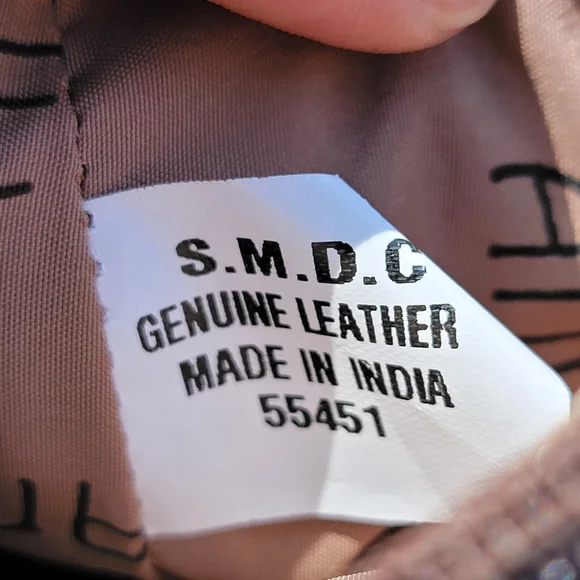 S.M.D.C
GENUINE LEATHER
MADE IN INDIA
55451